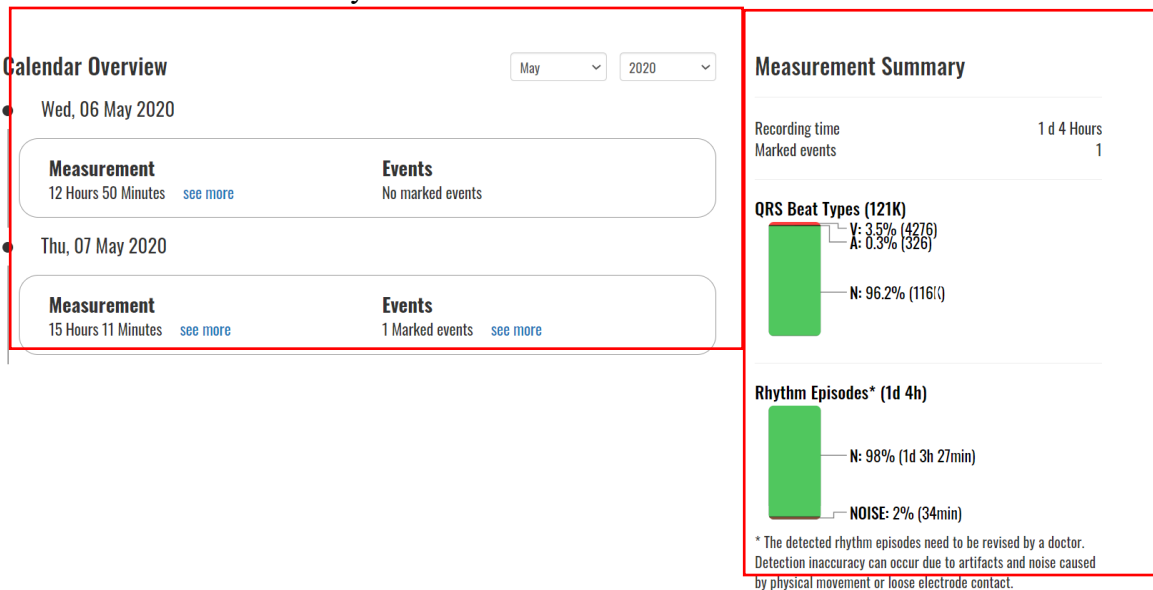 Calendar Overview
May
2020
Wed, 06 May 2020
Measurement
Events
12 Hours 50 Minutes see more
No marked events
Thu, 07 May 2020
Measurement
Events
15 Hours 11 Minutes see more
1 Marked events see more
Measurement Summary
Recording time 1 d 4 Hours
Marked events 1
QRS Beat Types (121K)
V: 3.5% (4276)
A: 0.3% (326)
N: 96.2% (116K)
Rhythm Episodes* (1d 4h)
N: 98% (1d 3h 27min)
NOISE: 2% (34min)
* The detected rhythm episodes need to be revised by a doctor.
Detection inaccuracy can occur due to artifacts and noise caused
by physical movement or loose electrode contact.